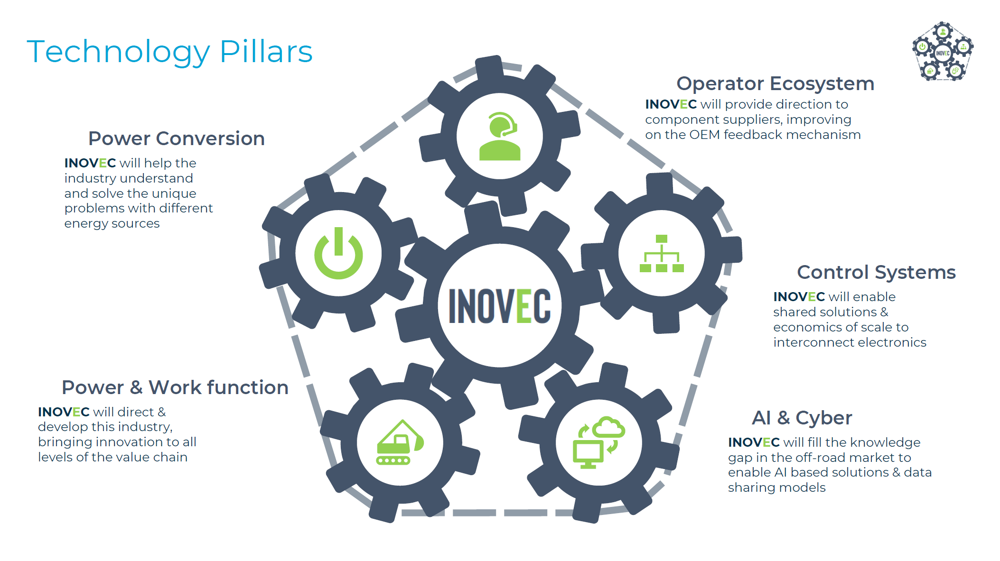 Technology Pillars
INOVEC
Operator Ecosystem
INOVEC will provide direction to
component suppliers, improving
on the OEM feedback mechanism
Power Conversion
INOVEC will help the
industry understand
and solve the unique
problems with different
energy sources
INOVEC
Control Systems
INOVEC will enable
shared solutions &
economics of scale to
interconnect electronics
Power & Work function
INOVEC will direct &
develop this industry,
bringing innovation to all
levels of the value chain
AI & Cyber
INOVEC will fill the knowledge
gap in the off-road market to
enable AI based solutions & data
sharing models